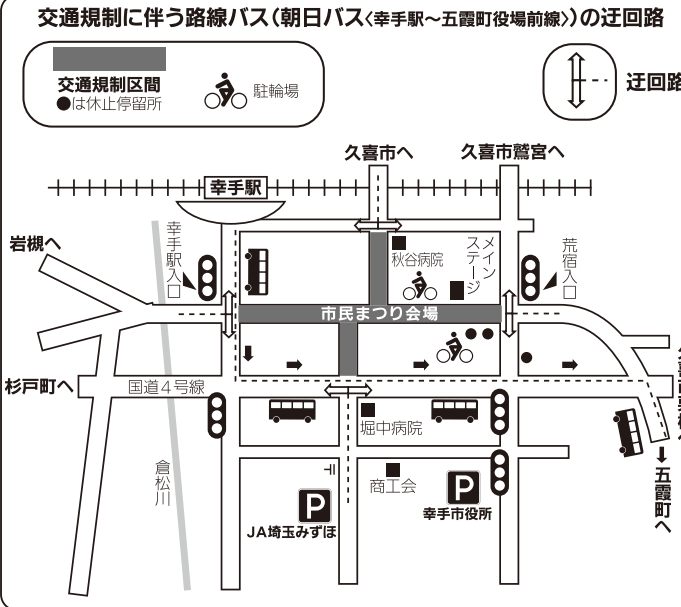 交通規制に伴う路線バス(朝日バス〈幸手駅～五霞町役場前線〉)の迂回路
交通規制区間
●は休止停留所
駐輪場
迂回路
久喜市へ
久喜市鷲宮へ
幸手駅
岩槻へ
幸手駅入口
秋谷病院
メイン
ステージ
荒宿入口
市民まつり会場
杉戸町へ
国道４号線
堀中病院
倉松川
商工会
P
JA埼玉みずほ
P
幸手市役所
五霞町へ